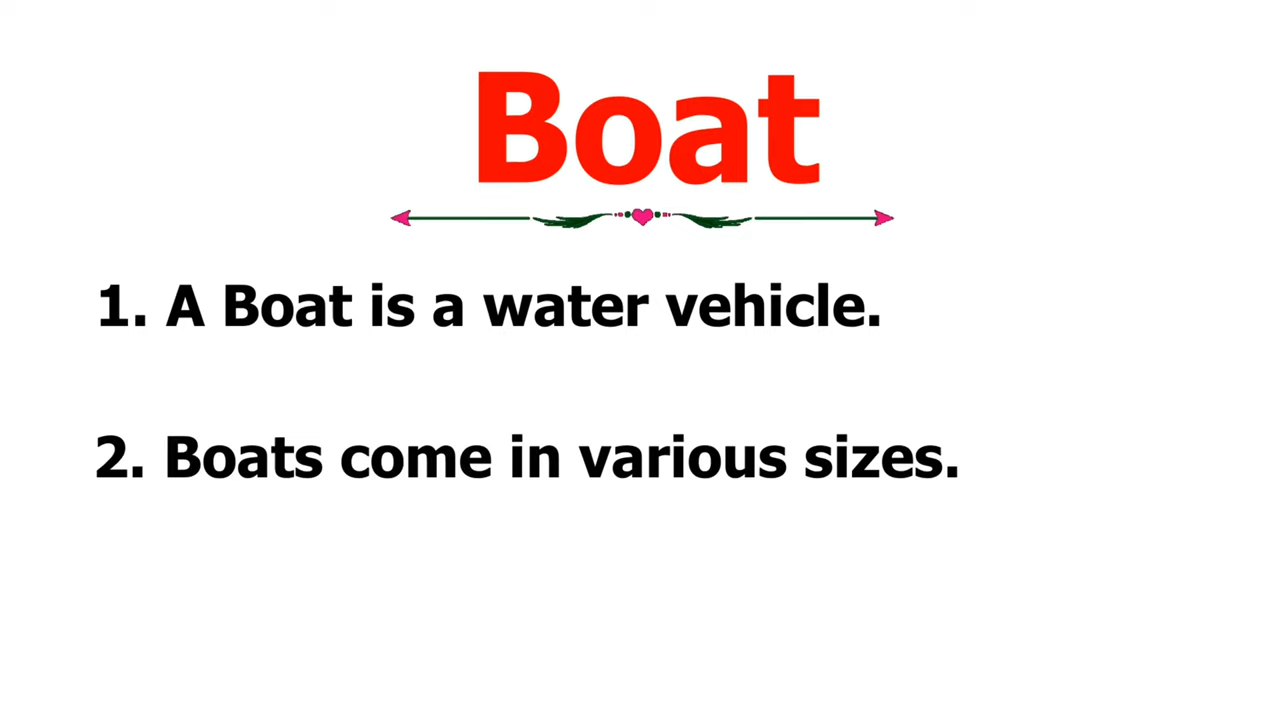 Boat
1. A Boat is a water vehicle.
2. Boats come in various sizes.